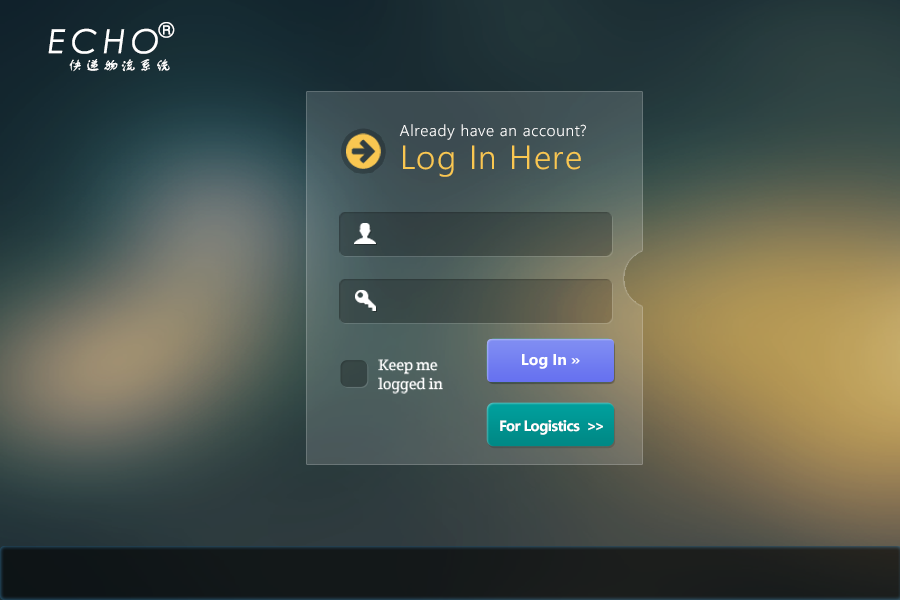 ECHO®
快递物流系统
Already have an account?
Log In Here
Keep me
logged in
Log In »
For Logistics >>